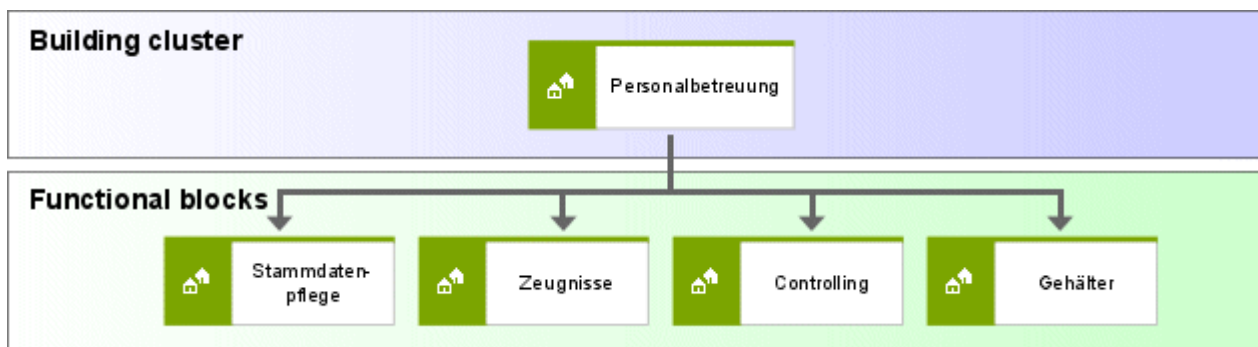 Building cluster
Personalbetreuung
Functional blocks
Stammdaten-
pflege
Zeugnisse
Controlling
Gehälter